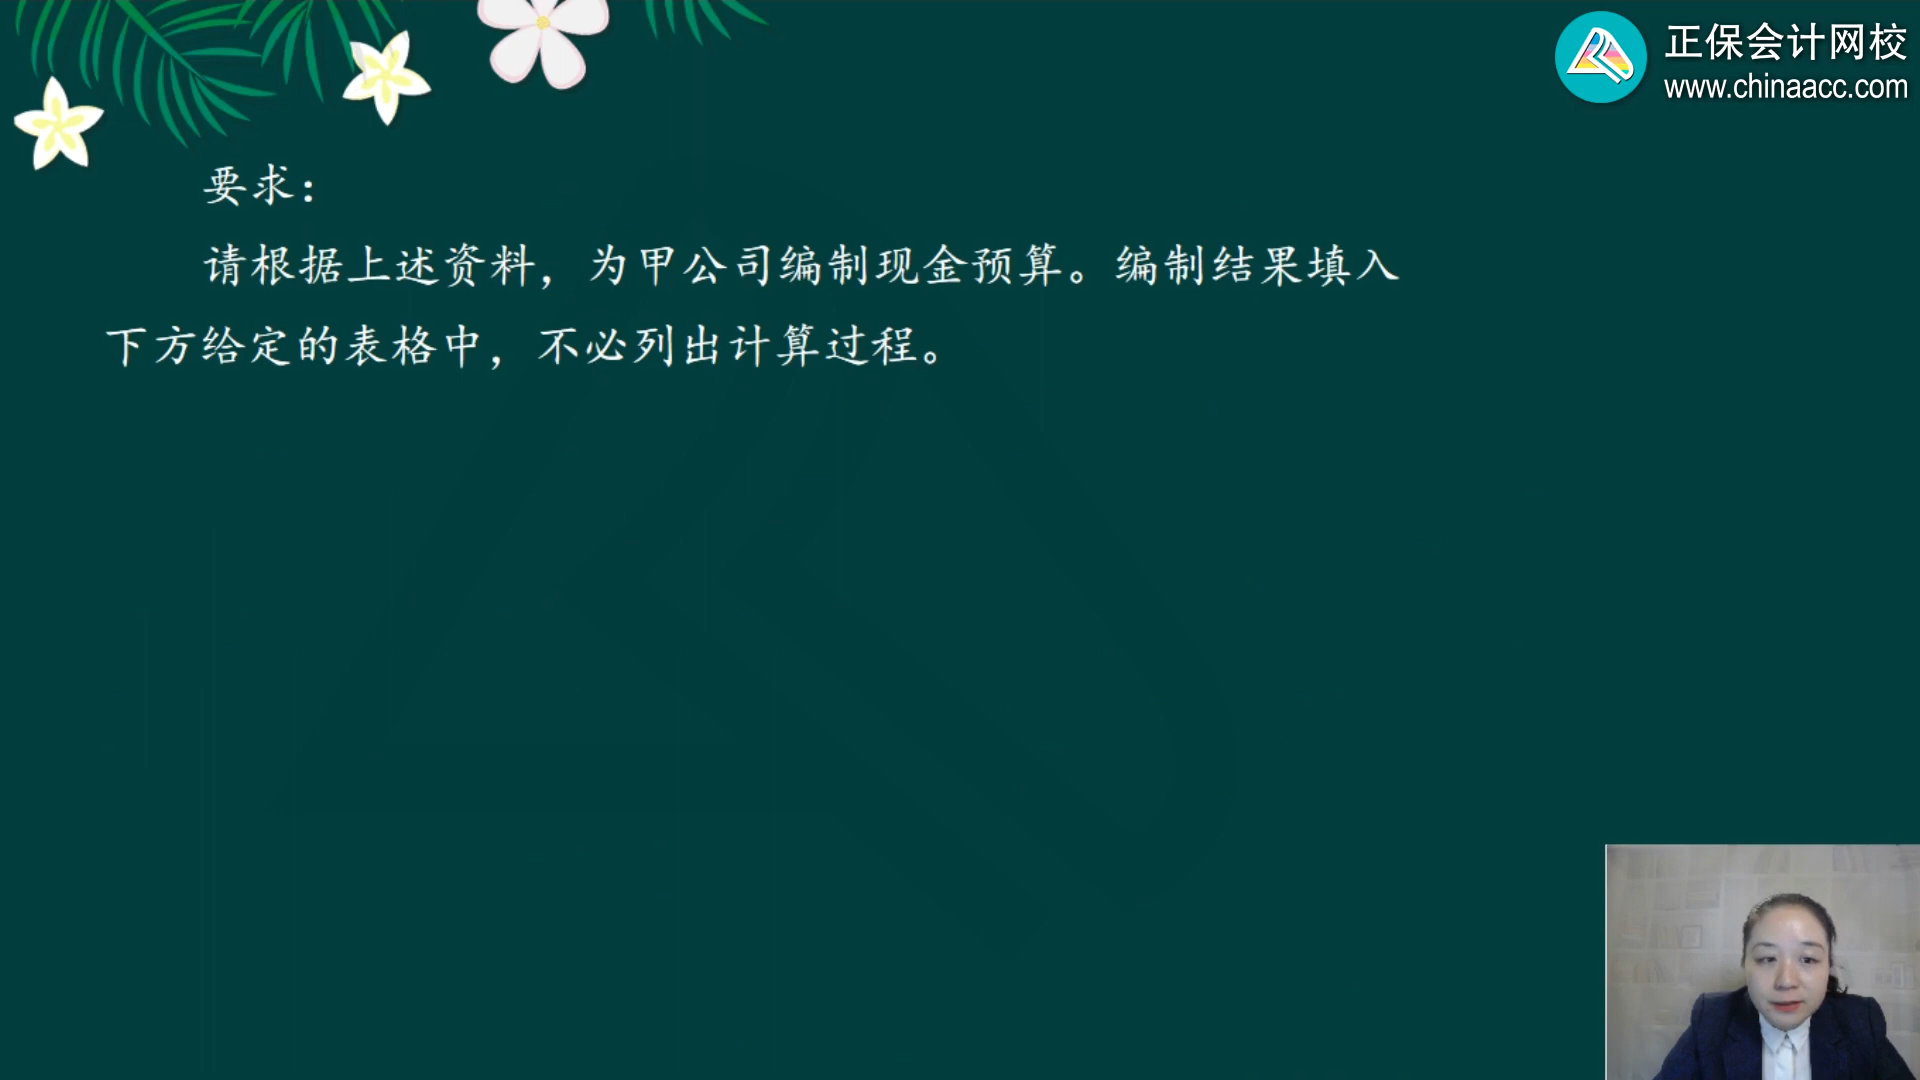 正保会计网校
www.chinaacc.com
要求：
请根据上述资料，为甲公司编制现金预算。编制结果填入
下方给定的表格中，不必列出计算过程。